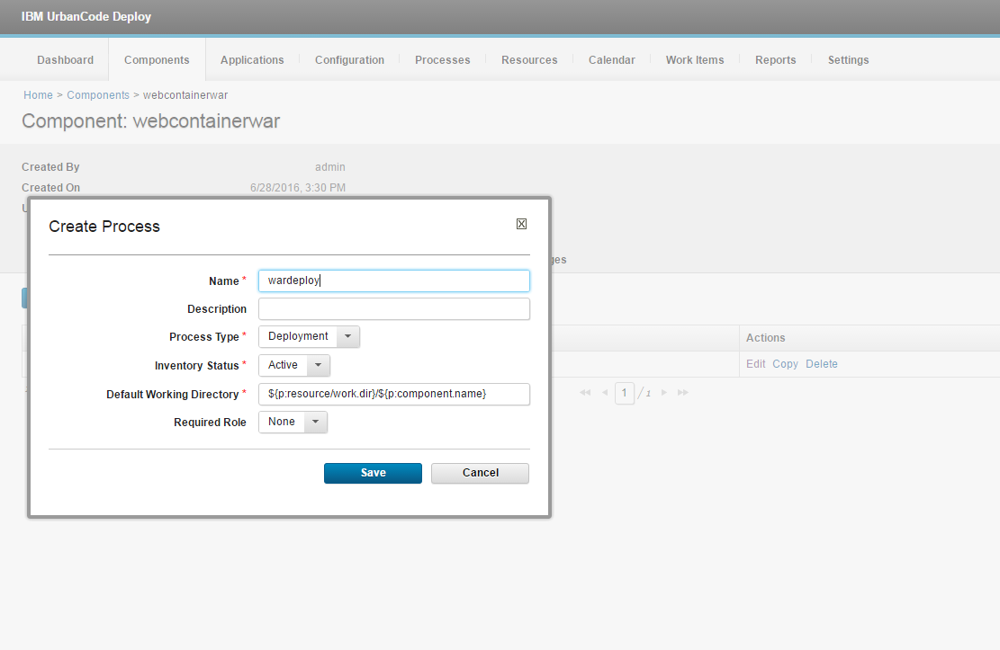 IBM UrbanCode Deploy
Dashboard Components Applications Configuration Processes Resources Calendar Work Items Reports Settings
Home > Components > webcontainerwar
Component: webcontainerwar
Created By admin
Created On 6/28/2016, 3:30 PM
Create Process
Name * wardeploy
Description
Process Type * Deployment
Inventory Status * Active
Default Working Directory * ${p:resource/work.dir}/${p:component.name}
Required Role None
Save Cancel
Actions
Edit Copy Delete
1 / 1